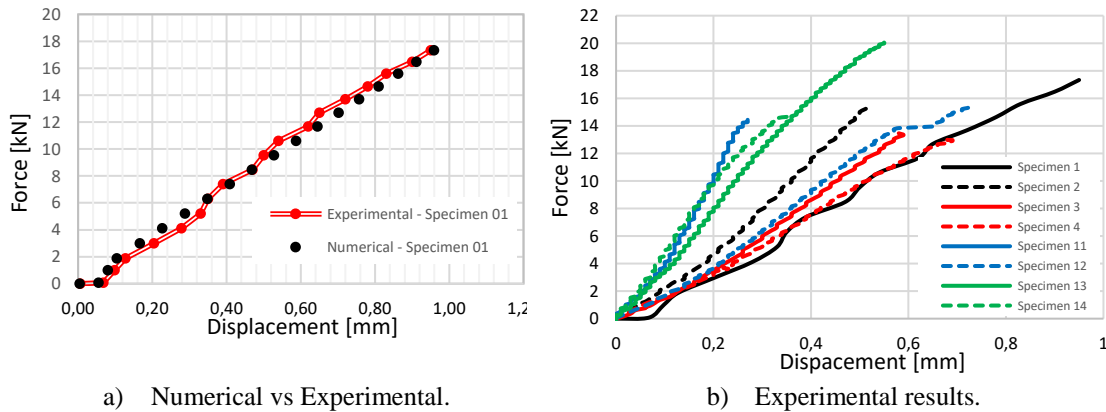 20
18
16
14
12
10
8
6
4
2
0
Force [kN]
0,00 0,20 0,40 0,60 0,80 1,00 1,2
Displacement [mm]
Experimental - Specimen 01
Numerical - Specimen 01
a) Numerical vs Experimental.
22
20
18
16
14
12
10
8
6
4
2
0
Force [kN]
0 0,2 0,4 0,6 0,8 1
Dispacement [mm]
Specimen 1
Specimen 2
Specimen 3
Specimen 4
Specimen 11
Specimen 12
Specimen 13
Specimen 14
b) Experimental results.